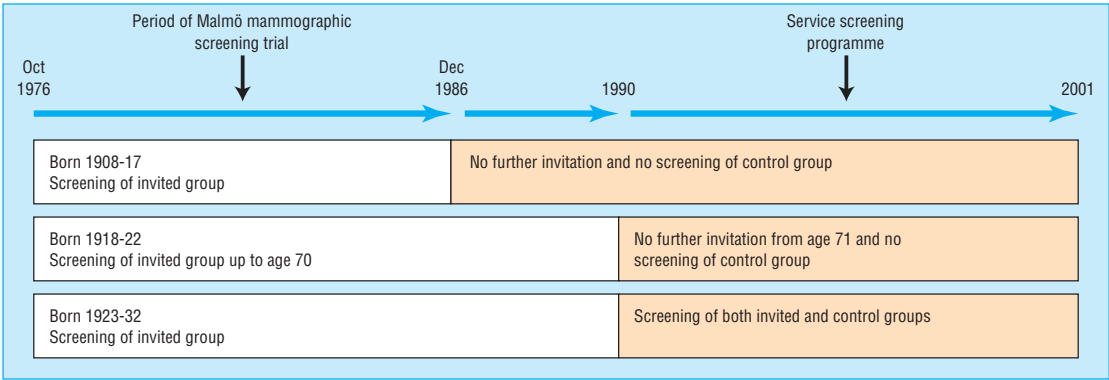 Period of Malmö mammographic
screening trial
Service screening
programme
Oct
1976
Dec
1986
1990
2001
Born 1908-17
Screening of invited group
No further invitation and no screening of control group
Born 1918-22
Screening of invited group up to age 70
No further invitation from age 71 and no
screening of control group
Born 1923-32
Screening of invited group
Screening of both invited and control groups